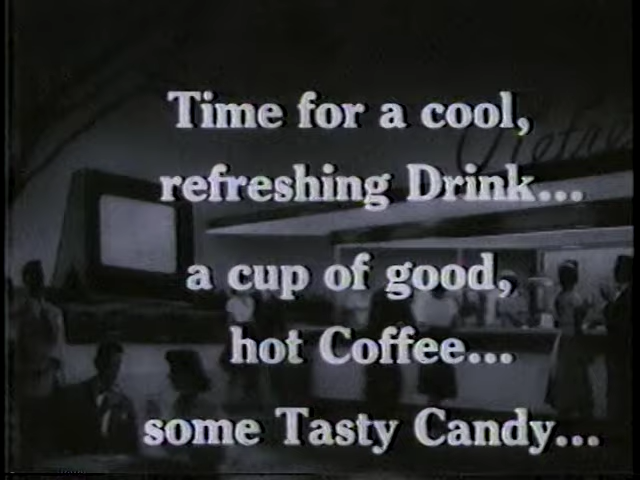 Time for a cool,
refreshing Drink...
a cup of good,
hot Coffee...
some Tasty Candy...